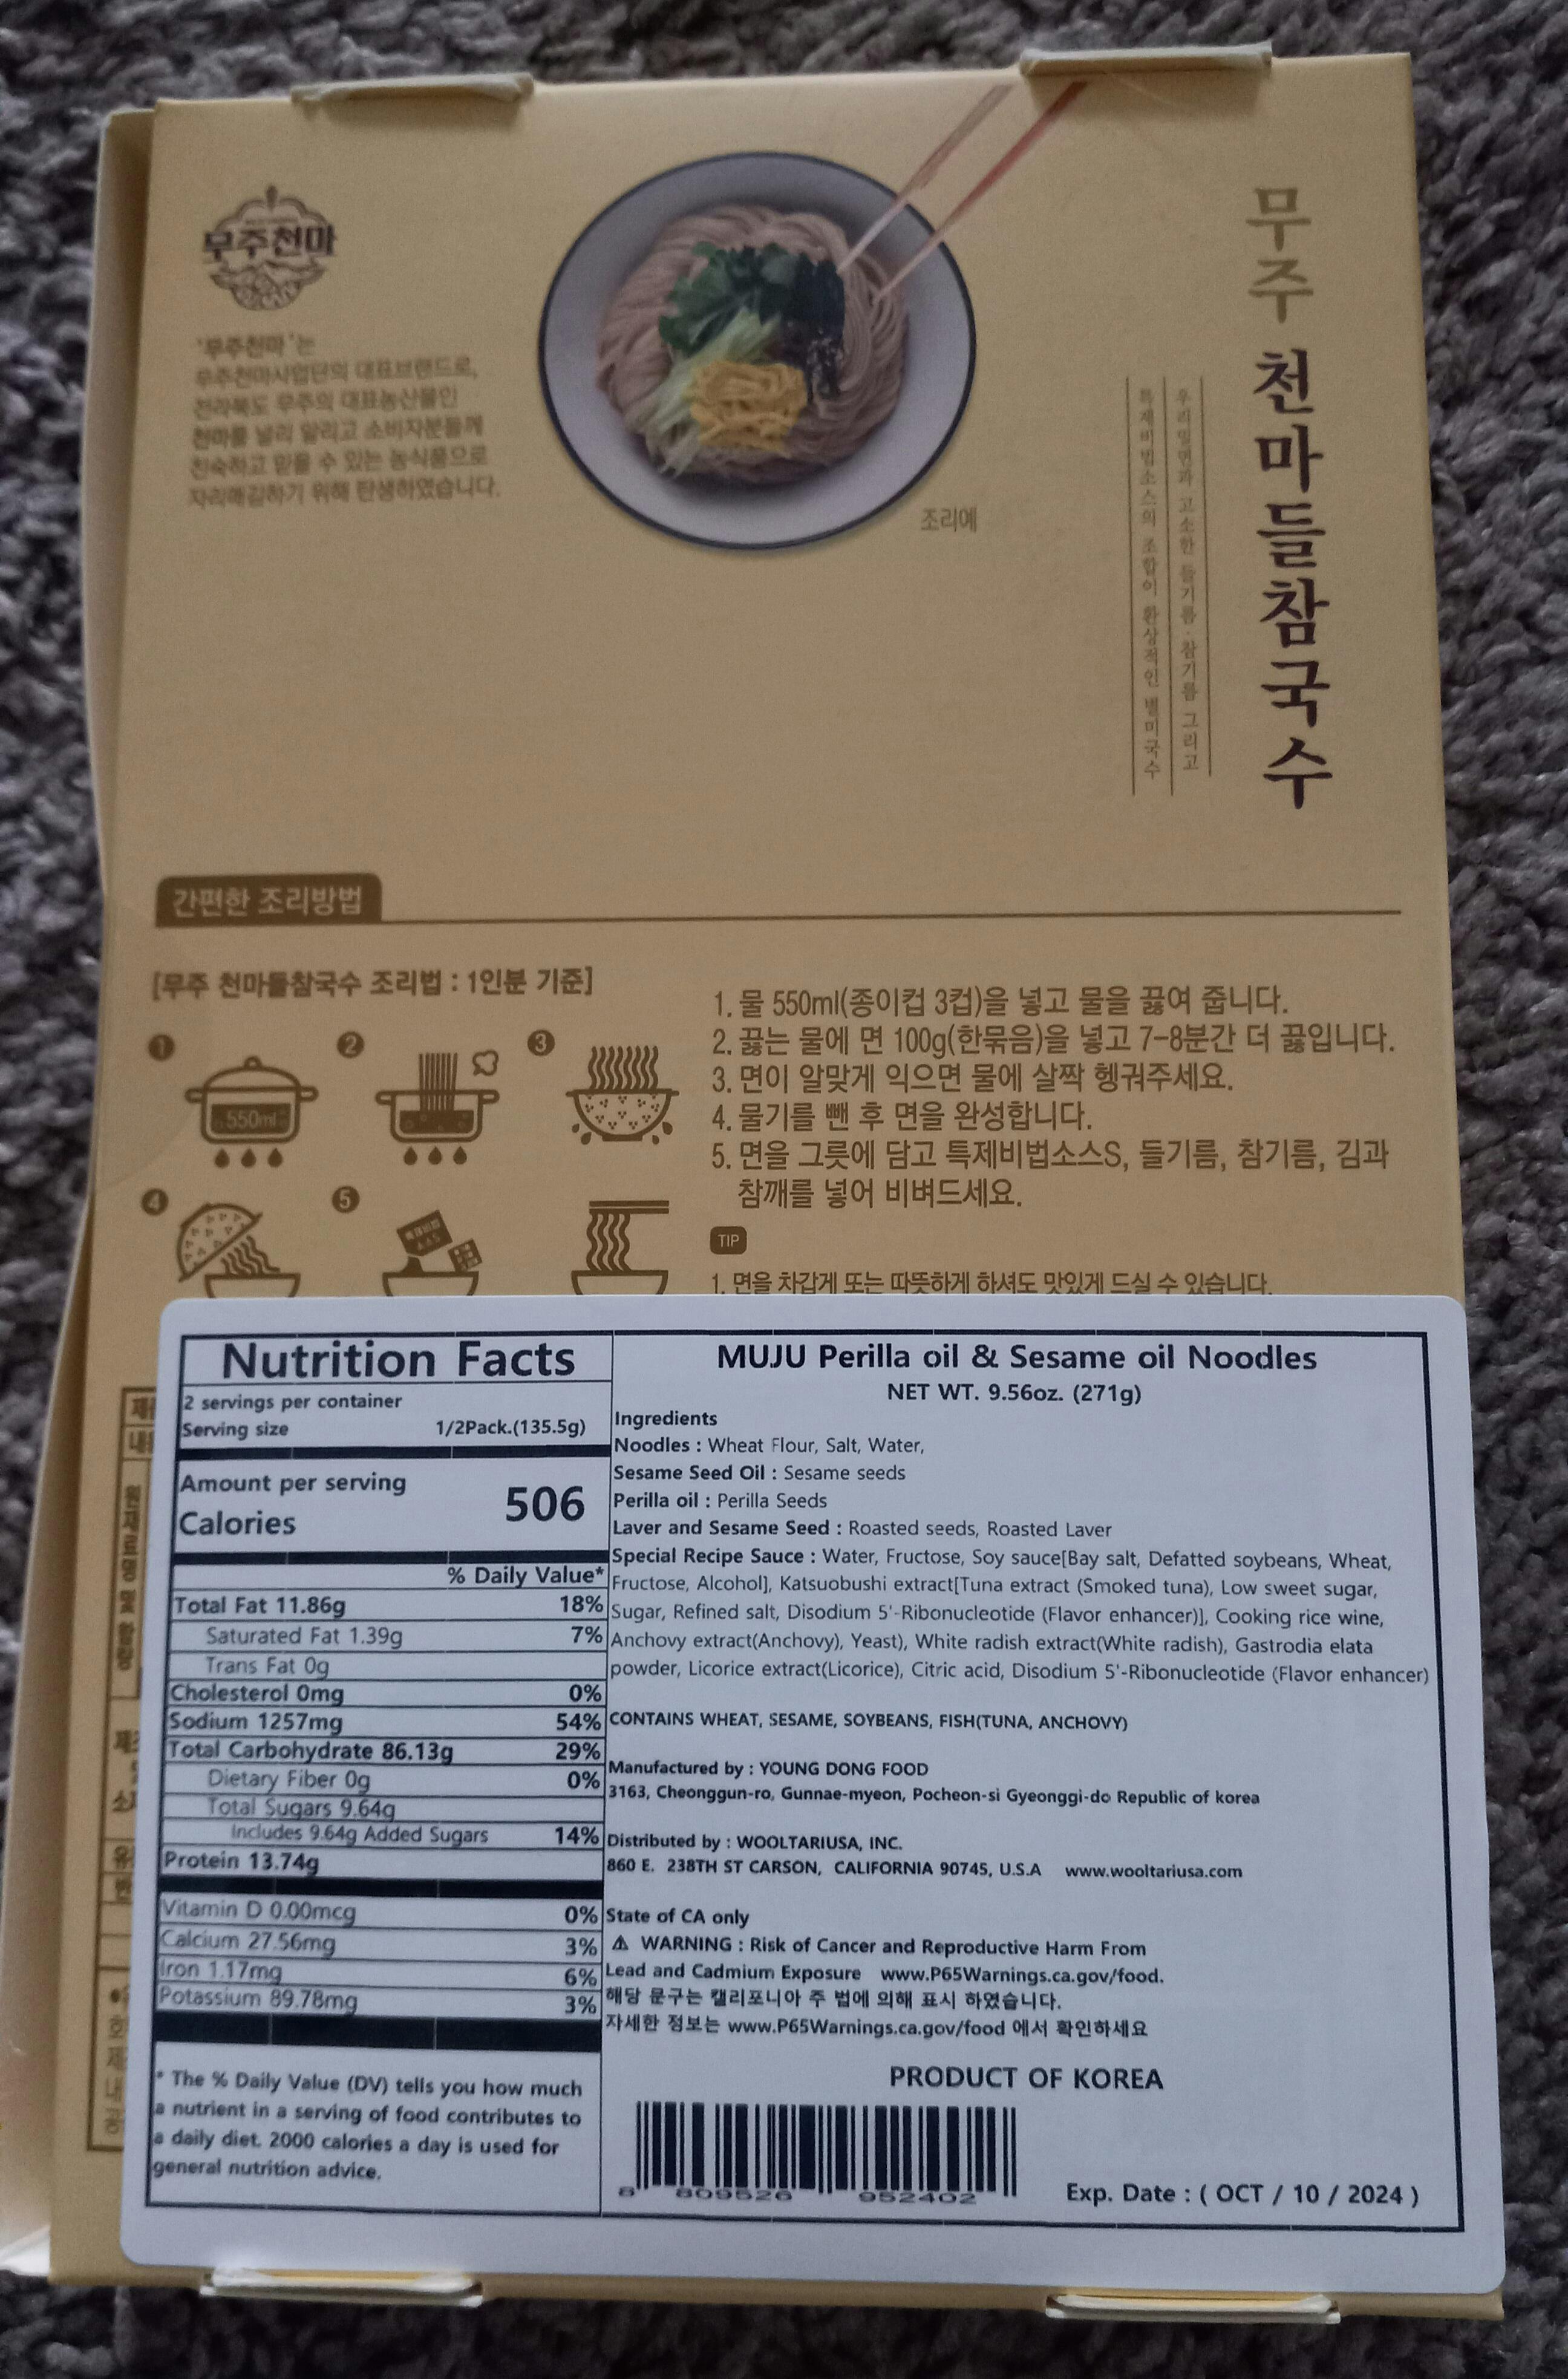 무주천마
'무주천마'는
무주천마사업단의 대표브랜드로,
전라북도 무주의 대표농산물인
천마를 널리 알리고 소비자분들께
친숙하고 믿을 수 있는 농식품으로
자리매김하기 위해 탄생하였습니다.
조리예
무주 천마들참국수
우리밀면과 고소한 들기름·참기름 그리고
특제비법소스의 조합이 환상적인 별미국수
간편한 조리방법
[무주 천마들참국수 조리법 : 1인분 기준]
1
2
3
550ml
4
5
특제비법
소스S
1. 물 550ml(종이컵 3컵)을 넣고 물을 끓여 줍니다.
2. 끓는 물에 면 100g(한묶음)을 넣고 7-8분간 더 끓입니다.
3. 면이 알맞게 익으면 물에 살짝 헹궈주세요.
4. 물기를 뺀 후 면을 완성합니다.
5. 면을 그릇에 담고 특제비법소스S, 들기름, 참기름, 김과
참깨를 넣어 비벼드세요.
TIP
1. 면을 차갑게 또는 따뜻하게 하셔도 맛있게 드실 수 있습니다.
Nutrition Facts
2 servings per container
Serving size 1/2Pack.(135.5g)
Amount per serving
Calories 506
% Daily Value*
Total Fat 11.86g 18%
Saturated Fat 1.39g 7%
Trans Fat 0g
Cholesterol 0mg 0%
Sodium 1257mg 54%
Total Carbohydrate 86.13g 29%
Dietary Fiber 0g 0%
Total Sugars 9.64g
Includes 9.64g Added Sugars 14%
Protein 13.74g
Vitamin D 0.00mcg 0%
Calcium 27.56mg 3%
Iron 1.17mg 6%
Potassium 89.78mg 3%
* The % Daily Value (DV) tells you how much
a nutrient in a serving of food contributes to
a daily diet. 2000 calories a day is used for
general nutrition advice.
MUJU Perilla oil & Sesame oil Noodles
NET WT. 9.56oz. (271g)
Ingredients
Noodles : Wheat Flour, Salt, Water,
Sesame Seed Oil : Sesame seeds
Perilla oil : Perilla Seeds
Laver and Sesame Seed : Roasted seeds, Roasted Laver
Special Recipe Sauce : Water, Fructose, Soy sauce[Bay salt, Defatted soybeans, Wheat,
Fructose, Alcohol], Katsuobushi extract[Tuna extract (Smoked tuna), Low sweet sugar,
Sugar, Refined salt, Disodium 5'-Ribonucleotide (Flavor enhancer)], Cooking rice wine,
Anchovy extract(Anchovy), Yeast), White radish extract(White radish), Gastrodia elata
powder, Licorice extract(Licorice), Citric acid, Disodium 5'-Ribonucleotide (Flavor enhancer)
CONTAINS WHEAT, SESAME, SOYBEANS, FISH(TUNA, ANCHOVY)
Manufactured by : YOUNG DONG FOOD
3163, Cheonggun-ro, Gunnae-myeon, Pocheon-si Gyeonggi-do Republic of korea
Distributed by : WOOLTARIUSA, INC.
860 E. 238TH ST CARSON, CALIFORNIA 90745, U.S.A www.wooltariusa.com
State of CA only
⚠ WARNING : Risk of Cancer and Reproductive Harm From
Lead and Cadmium Exposure www.P65Warnings.ca.gov/food.
해당 문구는 캘리포니아 주 법에 의해 표시 하였습니다.
자세한 정보는 www.P65Warnings.ca.gov/food 에서 확인하세요
PRODUCT OF KOREA
8 809526 952402
Exp. Date : ( OCT / 10 / 2024 )